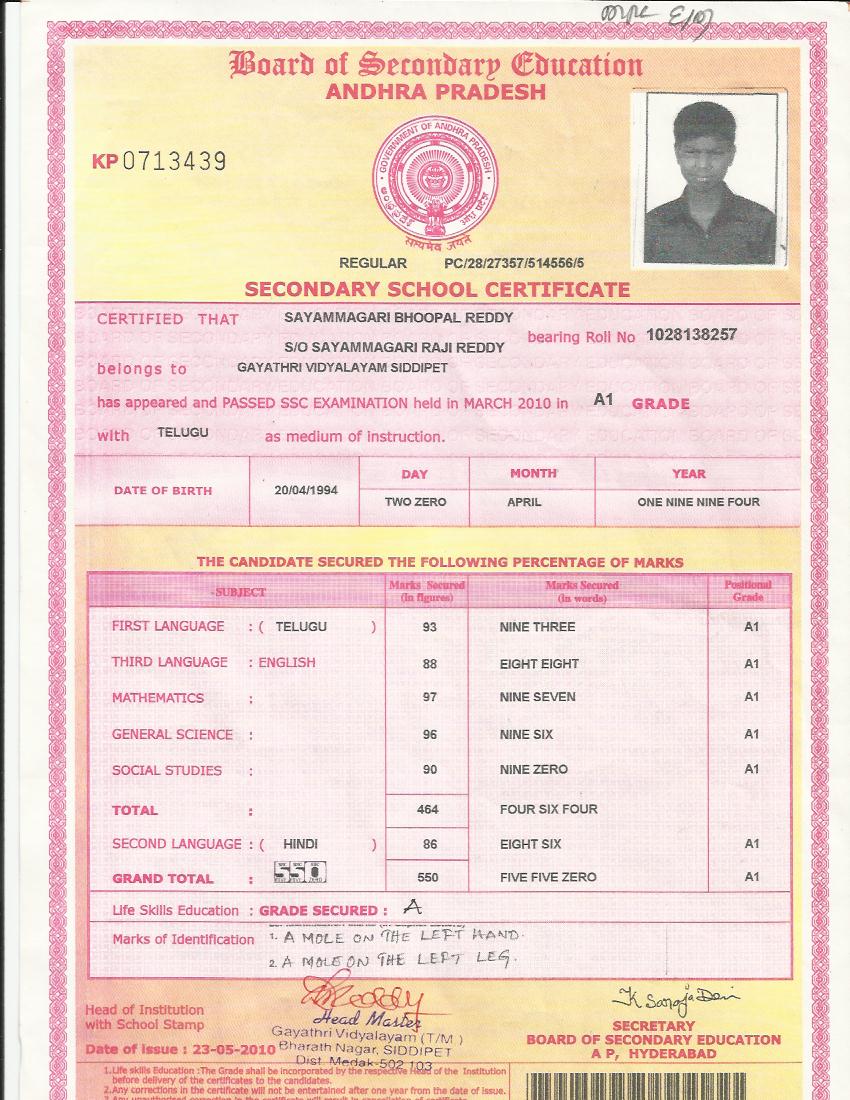 Board of Secondary Education
ANDHRA PRADESH
KP 0713439
GOVERNMENT OF ANDHRA PRADESH
सत्यमेव जयते
REGULAR PC/28/27357/514556/5
SECONDARY SCHOOL CERTIFICATE
CERTIFIED THAT SAYAMMAGARI BHOOPAL REDDY
S/O SAYAMMAGARI RAJI REDDY bearing Roll No 1028138257
belongs to GAYATHRI VIDYALAYAM SIDDIPET
has appeared and PASSED SSC EXAMINATION held in MARCH 2010 in A1 GRADE
with TELUGU as medium of instruction.
DATE OF BIRTH 20/04/1994 DAY MONTH YEAR
TWO ZERO APRIL ONE NINE NINE FOUR
THE CANDIDATE SECURED THE FOLLOWING PERCENTAGE OF MARKS
SUBJECT Marks Secured (in figures) Marks Secured (in words) Positional Grade
FIRST LANGUAGE : ( TELUGU ) 93 NINE THREE A1
THIRD LANGUAGE : ENGLISH 88 EIGHT EIGHT A1
MATHEMATICS : 97 NINE SEVEN A1
GENERAL SCIENCE : 96 NINE SIX A1
SOCIAL STUDIES : 90 NINE ZERO A1
TOTAL : 464 FOUR SIX FOUR
SECOND LANGUAGE : ( HINDI ) 86 EIGHT SIX A1
GRAND TOTAL : 550 550 FIVE FIVE ZERO A1
Life Skills Education : GRADE SECURED : A
Marks of Identification 1. A MOLE ON THE LEFT HAND.
2. A MOLE ON THE LEFT LEG.
Head of Institution
with School Stamp
Head Master
Gayathri Vidyalayam (T/M)
Bharath Nagar, SIDDIPET
Dist. Medak-502 103
Date of issue : 23-05-2010
SECRETARY
BOARD OF SECONDARY EDUCATION
A P, HYDERABAD
1.Life skills Education :The Grade shall be incorporated by the respective Head of the Institution
before delivery of the certificates to the candidates.
2.Any corrections in the certificate will not be entertained after one year from the date of issue.